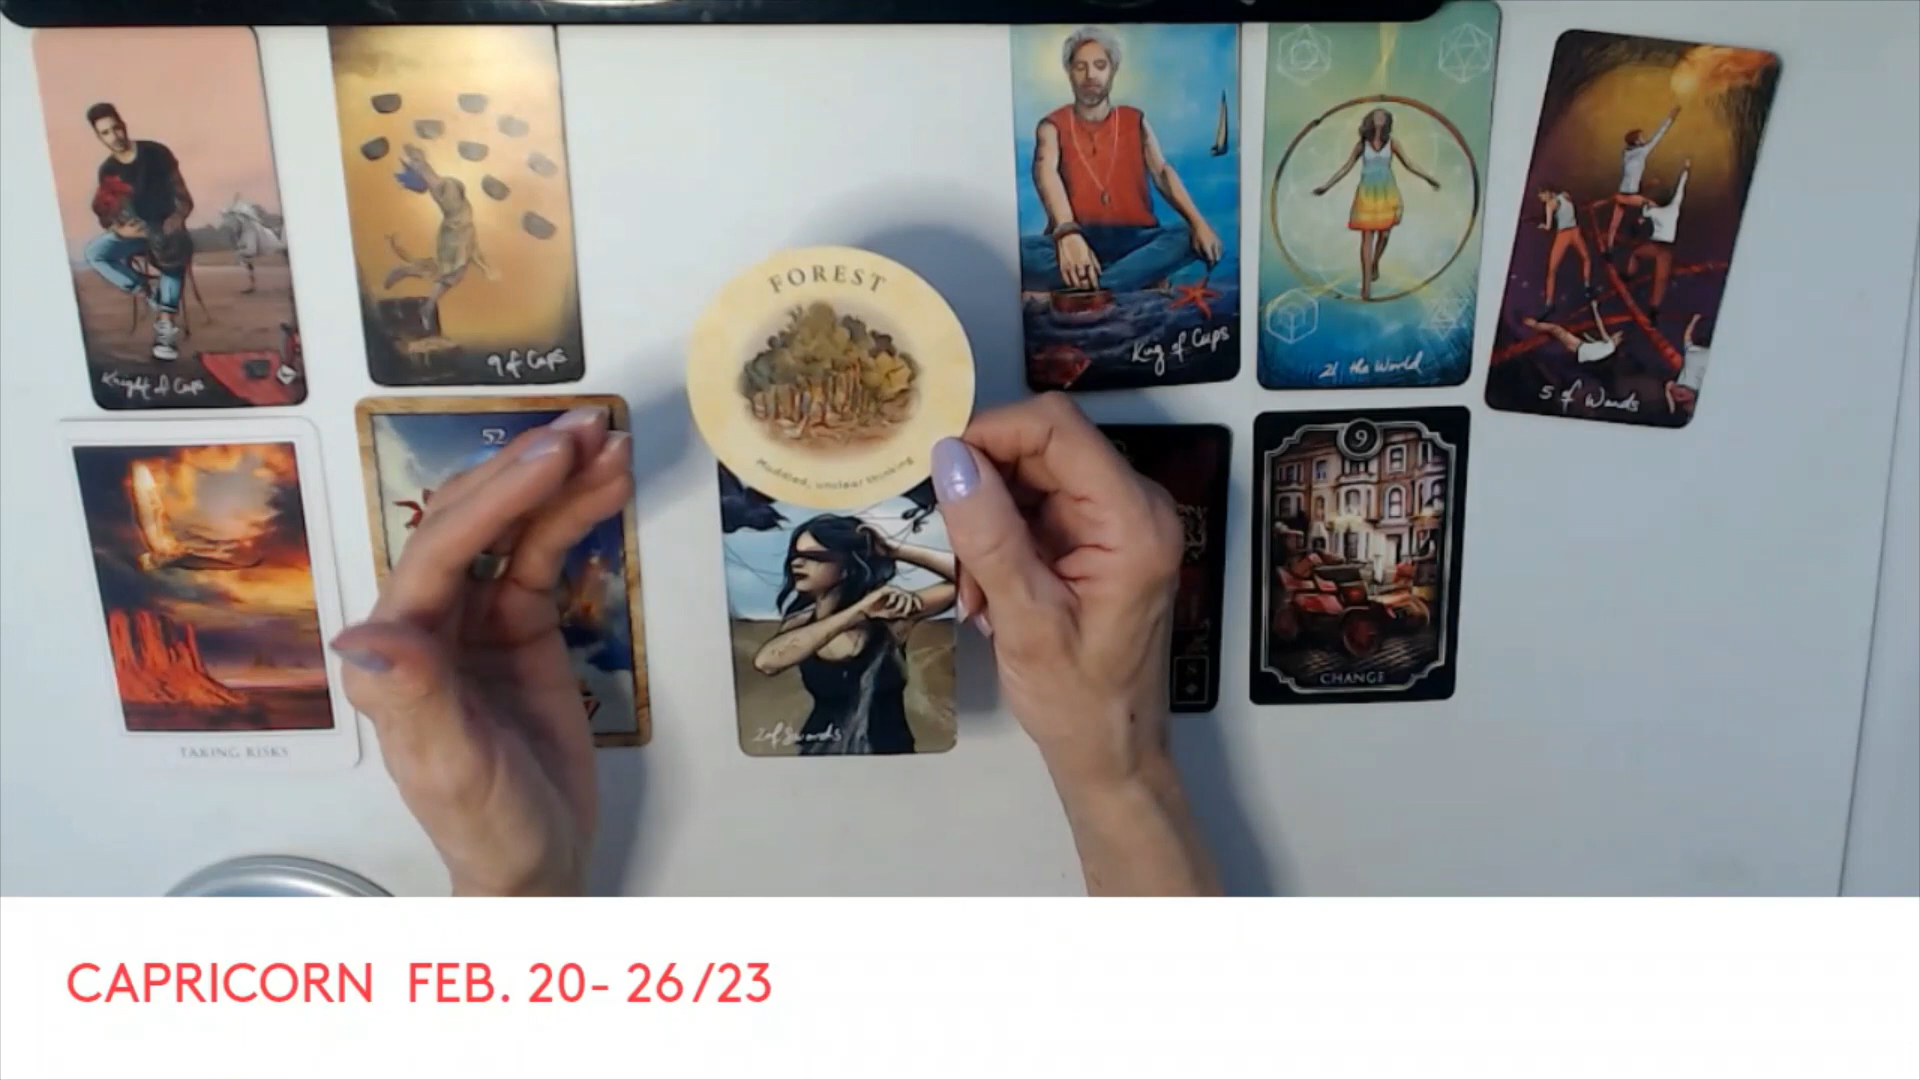 Knight of Cups
9 of Cups
King of Cups
21 the World
5 of Wands
FOREST
Muddled, unclear thinking
52
9
TAKING RISKS
2 of Swords
CHANGE
CAPRICORN FEB. 20- 26/23